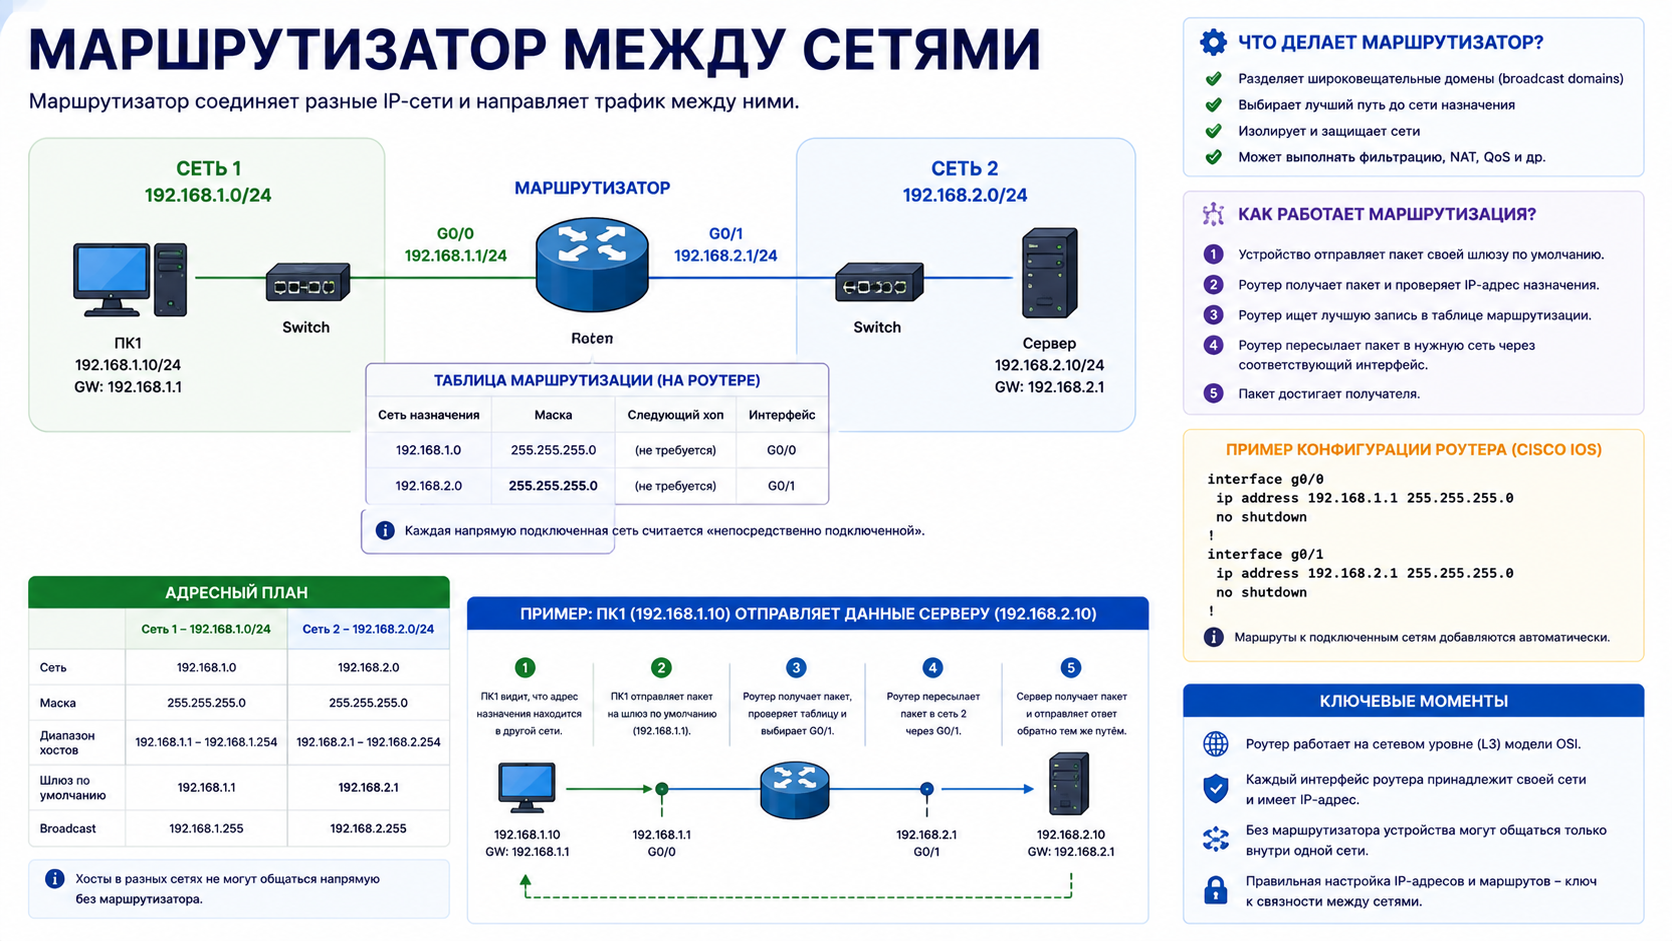 МАРШРУТИЗАТОР МЕЖДУ СЕТЯМИ
Маршрутизатор соединяет разные IP-сети и направляет трафик между ними.
СЕТЬ 1
192.168.1.0/24
ПК1
192.168.1.10/24
GW: 192.168.1.1
Switch
G0/0
192.168.1.1/24
МАРШРУТИЗАТОР
Roten
G0/1
192.168.2.1/24
СЕТЬ 2
192.168.2.0/24
Switch
Сервер
192.168.2.10/24
GW: 192.168.2.1
ТАБЛИЦА МАРШРУТИЗАЦИИ (НА РОУТЕРЕ)
Сеть назначения Маска Следующий хоп Интерфейс
192.168.1.0 255.255.255.0 (не требуется) G0/0
192.168.2.0 255.255.255.0 (не требуется) G0/1
Каждая напрямую подключенная сеть считается «непосредственно подключенной».
АДРЕСНЫЙ ПЛАН
Сеть 1 – 192.168.1.0/24 Сеть 2 – 192.168.2.0/24
Сеть 192.168.1.0 192.168.2.0
Маска 255.255.255.0 255.255.255.0
Диапазон
хостов 192.168.1.1 – 192.168.1.254 192.168.2.1 – 192.168.2.254
Шлюз по
умолчанию 192.168.1.1 192.168.2.1
Broadcast 192.168.1.255 192.168.2.255
Хосты в разных сетях не могут общаться напрямую
без маршрутизатора.
ПРИМЕР: ПК1 (192.168.1.10) ОТПРАВЛЯЕТ ДАННЫЕ СЕРВЕРУ (192.168.2.10)
1
ПК1 видит, что адрес
назначения находится
в другой сети.
2
ПК1 отправляет пакет
на шлюз по умолчанию
(192.168.1.1).
3
Роутер получает пакет,
проверяет таблицу и
выбирает G0/1.
4
Роутер пересылает
пакет в сеть 2
через G0/1.
5
Сервер получает пакет
и отправляет ответ
обратно тем же путём.
192.168.1.10
GW: 192.168.1.1
192.168.1.1
G0/0
192.168.2.1
G0/1
192.168.2.10
GW: 192.168.2.1
ЧТО ДЕЛАЕТ МАРШРУТИЗАТОР?
Разделяет широковещательные домены (broadcast domains)
Выбирает лучший путь до сети назначения
Изолирует и защищает сети
Может выполнять фильтрацию, NAT, QoS и др.
КАК РАБОТАЕТ МАРШРУТИЗАЦИЯ?
1 Устройство отправляет пакет своей шлюзу по умолчанию.
2 Роутер получает пакет и проверяет IP-адрес назначения.
3 Роутер ищет лучшую запись в таблице маршрутизации.
4 Роутер пересылает пакет в нужную сеть через
соответствующий интерфейс.
5 Пакет достигает получателя.
ПРИМЕР КОНФИГУРАЦИИ РОУТЕРА (CISCO IOS)
interface g0/0
ip address 192.168.1.1 255.255.255.0
no shutdown
!
interface g0/1
ip address 192.168.2.1 255.255.255.0
no shutdown
!
Маршруты к подключенным сетям добавляются автоматически.
КЛЮЧЕВЫЕ МОМЕНТЫ
Роутер работает на сетевом уровне (L3) модели OSI.
Каждый интерфейс роутера принадлежит своей сети
и имеет IP-адрес.
Без маршрутизатора устройства могут общаться только
внутри одной сети.
Правильная настройка IP-адресов и маршрутов – ключ
к связности между сетями.